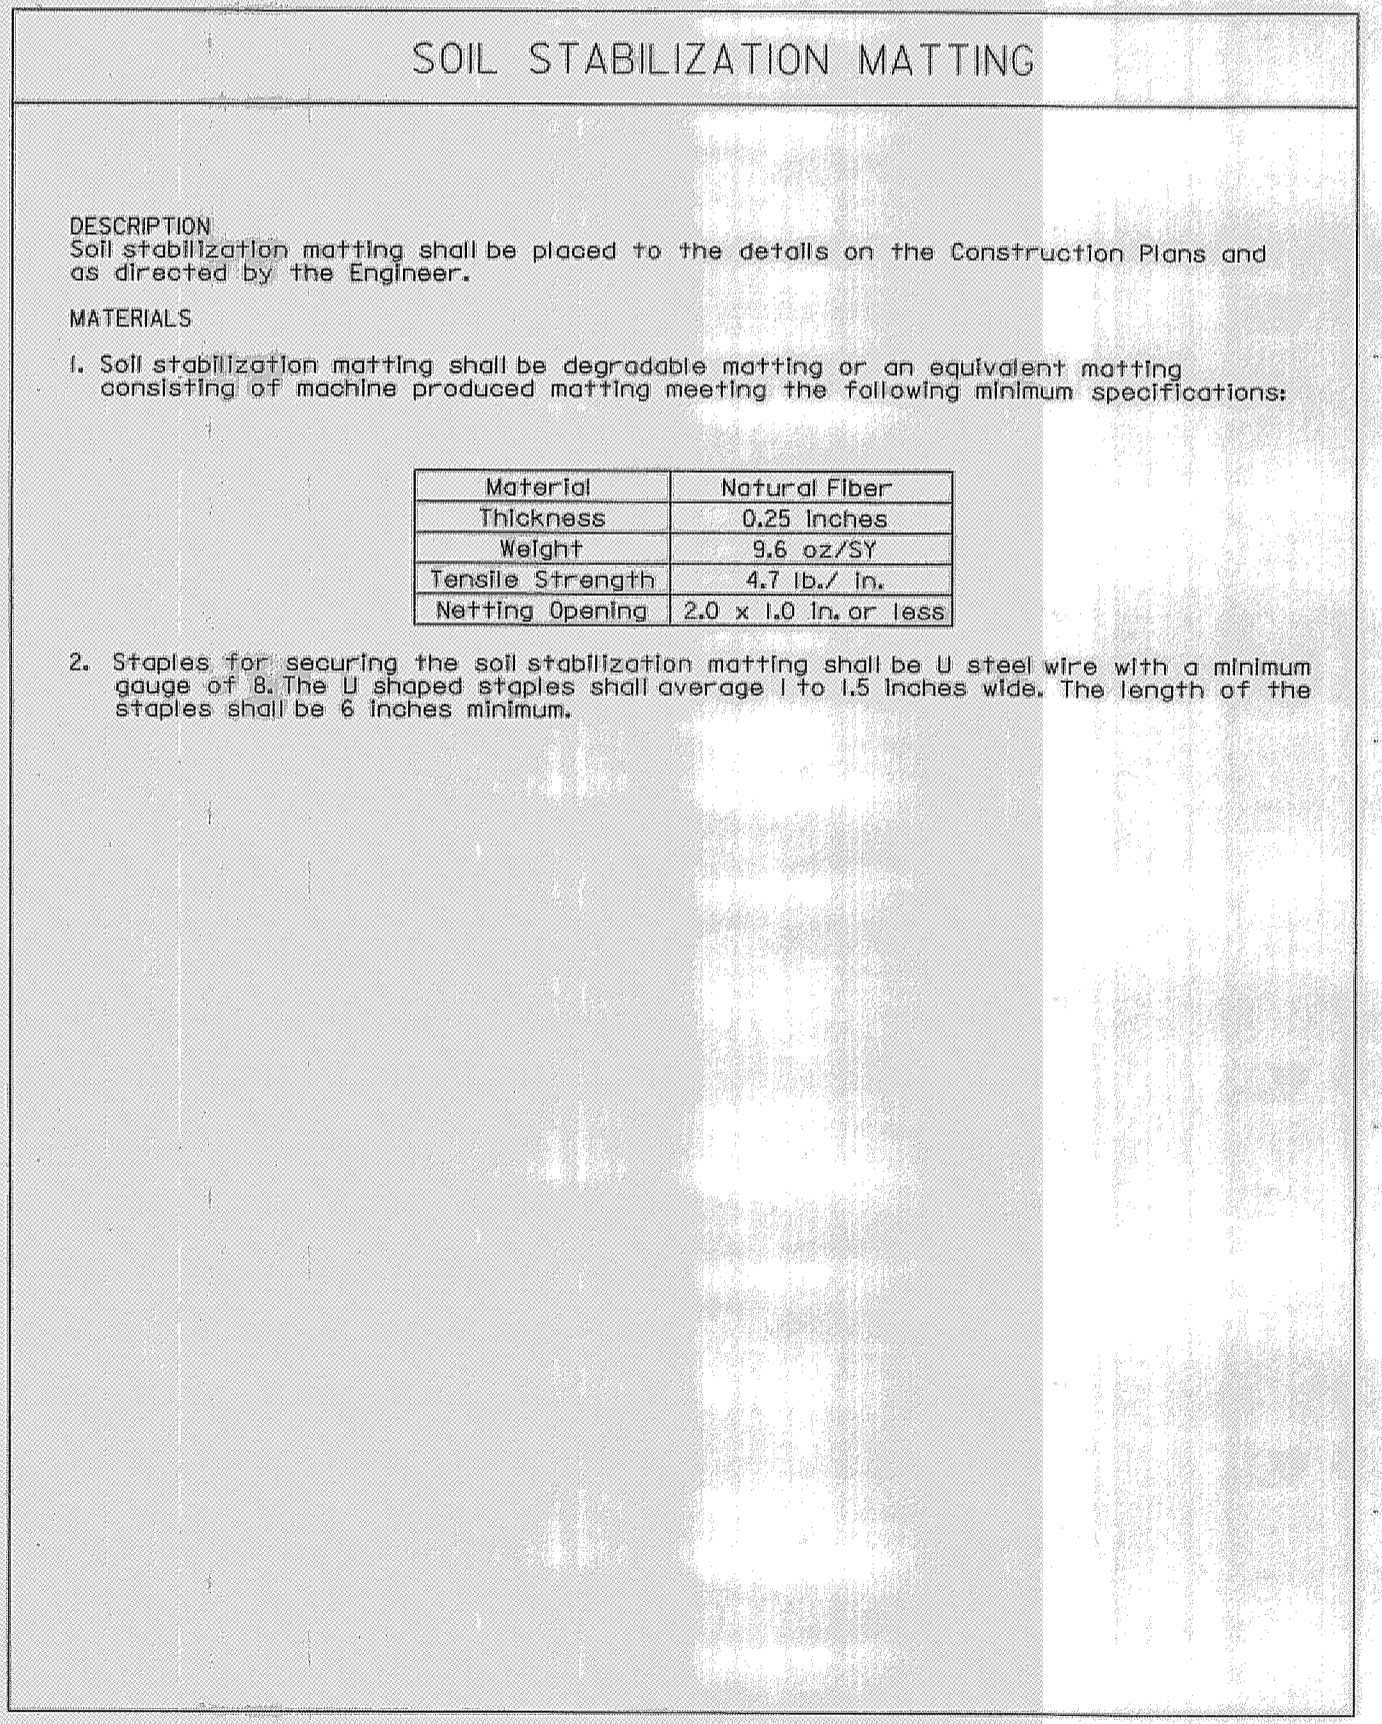 SOIL STABILIZATION MATTING
DESCRIPTION
Soil stabilization matting shall be placed to the details on the Construction Plans and
as directed by the Engineer.
MATERIALS
1. Soil stabilization matting shall be degradable matting or an equivalent matting
consisting of machine produced matting meeting the following minimum specifications:
Material Natural Fiber
Thickness 0.25 inches
Weight 9.6 oz/SY
Tensile Strength 4.7 lb./ in.
Netting Opening 2.0 x 1.0 in. or less
2. Staples for securing the soil stabilization matting shall be U steel wire with a minimum
gauge of 8. The U shaped staples shall average 1 to 1.5 inches wide. The length of the
staples shall be 6 inches minimum.